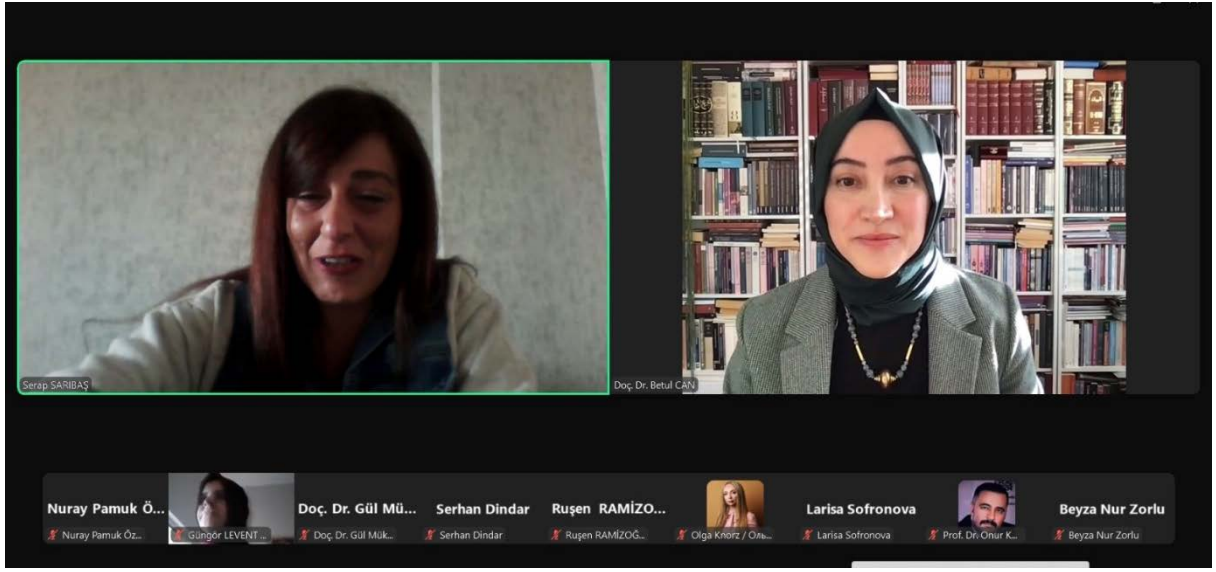 Serap SARIBAŞ
Doç. Dr. Betul CAN
Nuray Pamuk Ö...
Doç. Dr. Gül Mü...
Serhan Dindar
Ruşen RAMİZO...
Larisa Sofronova
Beyza Nur Zorlu
Nuray Pamuk Öz...
Güngör LEVENT ...
Doç. Dr. Gül Mük...
Serhan Dindar
Ruşen RAMİZOĞ...
Olga Knorz / Оль...
Larisa Sofronova
Prof. Dr. Onur K...
Beyza Nur Zorlu